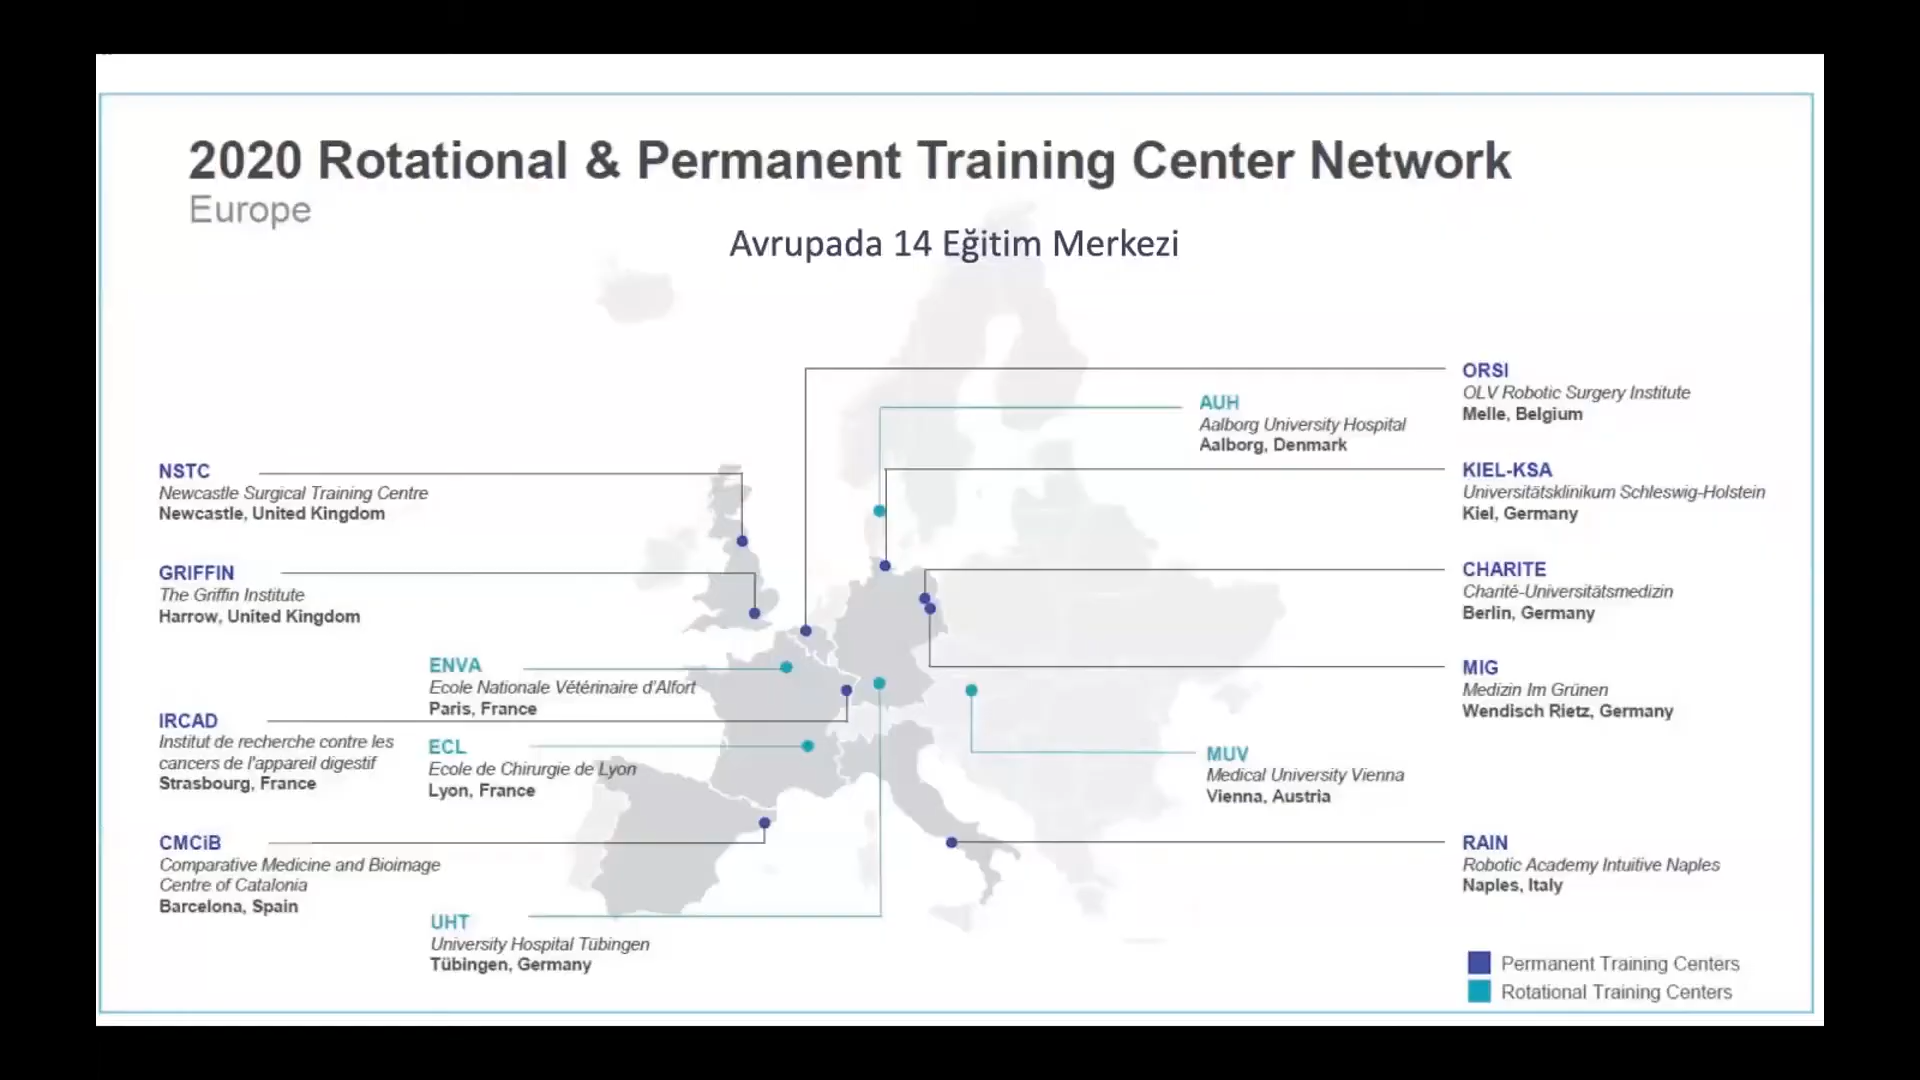 2020 Rotational & Permanent Training Center Network
Europe
Avrupada 14 Eğitim Merkezi
NSTC
Newcastle Surgical Training Centre
Newcastle, United Kingdom
GRIFFIN
The Griffin Institute
Harrow, United Kingdom
ENVA
Ecole Nationale Vétérinaire d'Alfort
Paris, France
IRCAD
Institut de recherche contre les
cancers de l'appareil digestif
Strasbourg, France
ECL
Ecole de Chirurgie de Lyon
Lyon, France
CMCiB
Comparative Medicine and Bioimage
Centre of Catalonia
Barcelona, Spain
UHT
University Hospital Tübingen
Tübingen, Germany
AUH
Aalborg University Hospital
Aalborg, Denmark
ORSI
OLV Robotic Surgery Institute
Melle, Belgium
KIEL-KSA
Universitätsklinikum Schleswig-Holstein
Kiel, Germany
CHARITE
Charité-Universitätsmedizin
Berlin, Germany
MIG
Medizin Im Grünen
Wendisch Rietz, Germany
MUV
Medical University Vienna
Vienna, Austria
RAIN
Robotic Academy Intuitive Naples
Naples, Italy
Permanent Training Centers
Rotational Training Centers